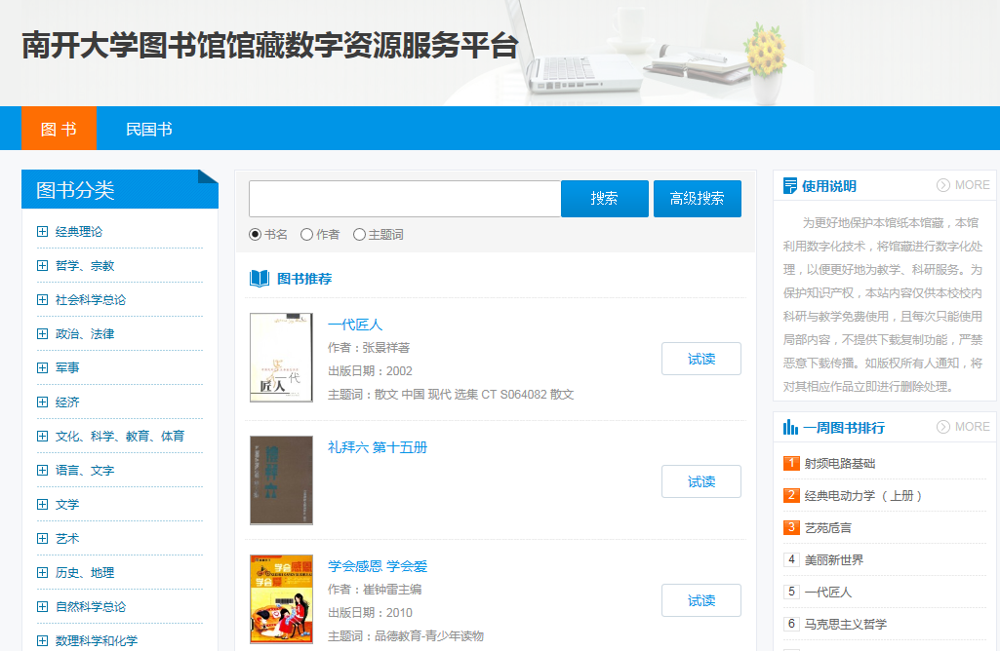 南开大学图书馆馆藏数字资源服务平台
图 书
民国书
图书分类
经典理论
哲学、宗教
社会科学总论
政治、法律
军事
经济
文化、科学、教育、体育
语言、文字
文学
艺术
历史、地理
自然科学总论
数理科学和化学
搜索
高级搜索
书名 作者 主题词
图书推荐
一代匠人
作者：张景祥著
出版日期：2002
主题词：散文 中国 现代 选集 CT S064082 散文
试读
一代
匠人
礼拜六 第十五册
试读
学会感恩 学会爱
作者：崔钟雷主编
出版日期：2010
主题词：品德教育-青少年读物
试读
学会感恩
学会爱
使用说明
MORE
为更好地保护本馆纸本馆藏，本馆
利用数字化技术，将馆藏进行数字化处
理，以便更好地为教学、科研服务。为
保护知识产权，本站内容仅供本校校内
科研与教学免费使用，且每次只能使用
局部内容，不提供下载复制功能，严禁
恶意下载传播。如版权所有人通知，将
对其相应作品立即进行删除处理。
一周图书排行
MORE
1 射频电路基础
2 经典电动力学（上册）
3 艺苑卮言
4 美丽新世界
5 一代匠人
6 马克思主义哲学